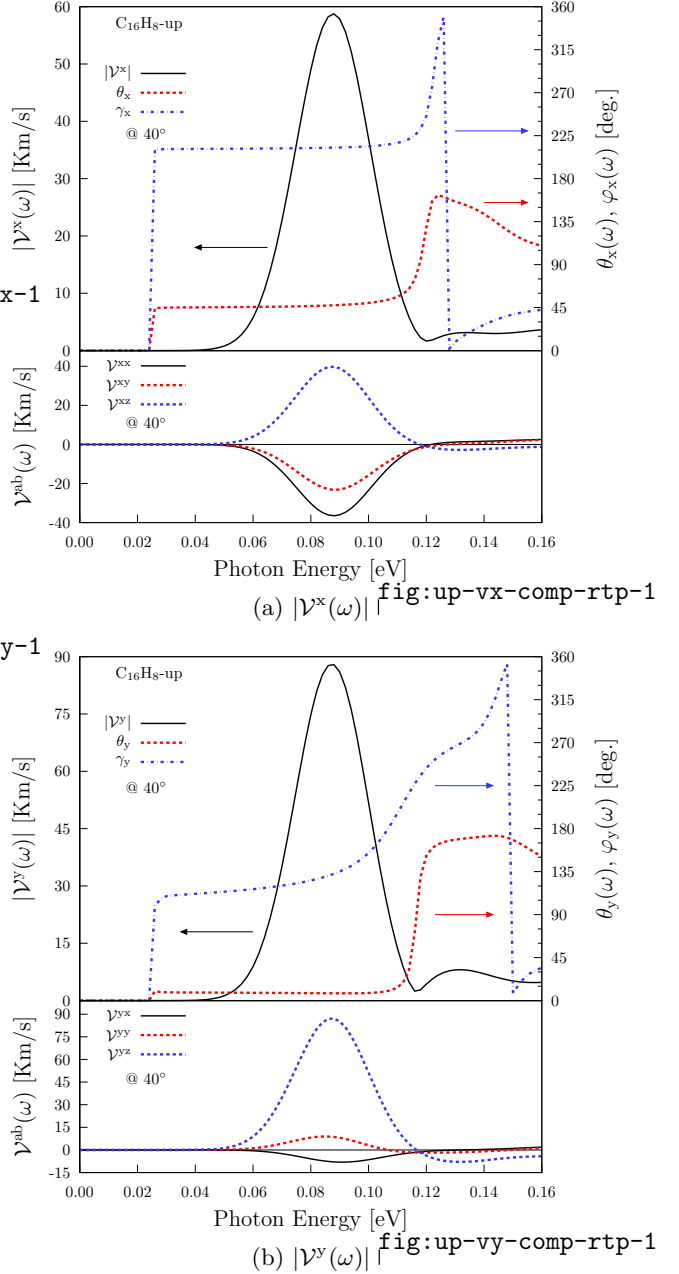 C₁₆H₈-up
|𝒱ˣ|
θₓ
γₓ
@ 40°
60
50
40
30
20
10
0
|𝒱ˣ(ω)| [Km/s]
360
315
270
225
180
135
90
45
0
θₓ(ω), φₓ(ω) [deg.]
x-1
𝒱ˣˣ
𝒱ˣʸ
𝒱ˣᶻ
@ 40°
40
20
0
-20
-40
𝒱ᵃᵇ(ω) [Km/s]
0.00 0.02 0.04 0.06 0.08 0.10 0.12 0.14 0.16
Photon Energy [eV]
(a) |𝒱ˣ(ω)| fig:up-vx-comp-rtp-1
y-1
C₁₆H₈-up
|𝒱ʸ|
θ_y
γ_y
@ 40°
90
75
60
45
30
15
0
|𝒱ʸ(ω)| [Km/s]
360
315
270
225
180
135
90
45
0
θ_y(ω), φ_y(ω) [deg.]
𝒱ʸˣ
𝒱ʸʸ
𝒱ʸᶻ
@ 40°
90
75
60
45
30
15
0
-15
𝒱ᵃᵇ(ω) [Km/s]
0.00 0.02 0.04 0.06 0.08 0.10 0.12 0.14 0.16
Photon Energy [eV]
(b) |𝒱ʸ(ω)| fig:up-vy-comp-rtp-1